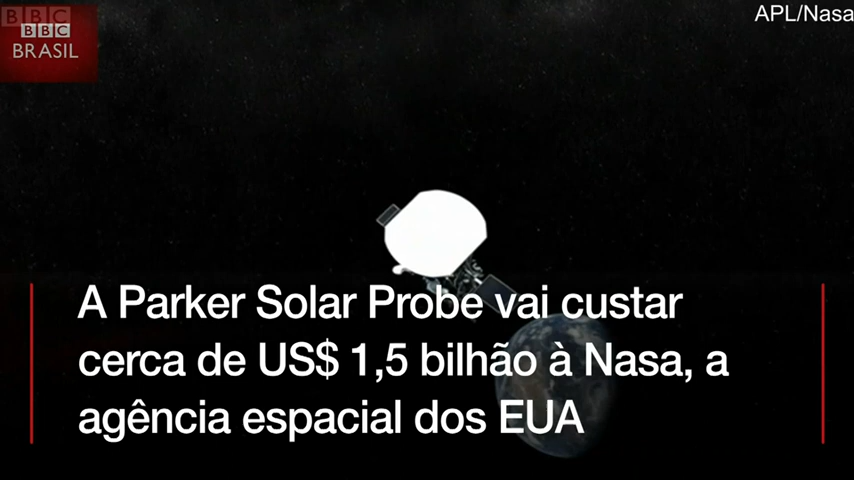 BBC
BBC
BRASIL
APL/Nasa
A Parker Solar Probe vai custar
cerca de US$ 1,5 bilhão à Nasa, a
agência espacial dos EUA